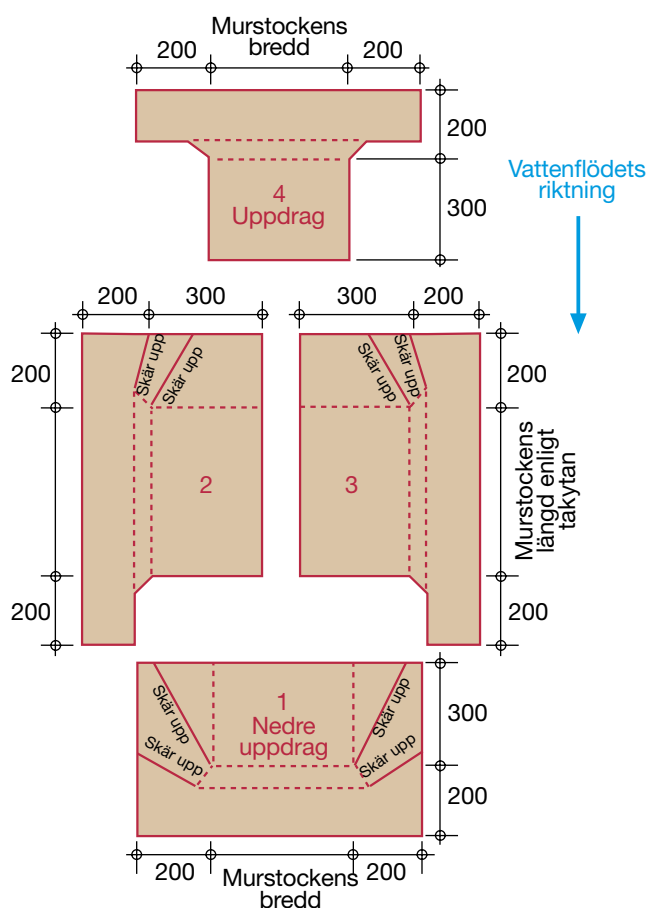 Murstockens
bredd
200
200
200
300
4
Uppdrag
Vattenflödets
riktning
200
300
300
200
200
Skär upp
Skär upp
Skär upp
Skär upp
200
2
3
Murstockens
längd enligt
takytan
200
200
Skär upp
Skär upp
1
Nedre
uppdrag
Skär upp
Skär upp
300
200
200
Murstockens
bredd
200